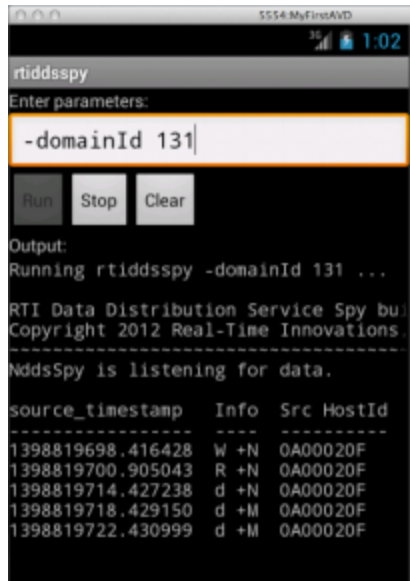 5554:MyFirstAVD
3G 1:02
rtiddsspy
Enter parameters:
-domainId 131
Run Stop Clear
Output:
Running rtiddsspy -domainId 131 ...
RTI Data Distribution Service Spy bui
Copyright 2012 Real-Time Innovations.
NddsSpy is listening for data.
source_timestamp Info Src HostId
----------------- ---- ----------
1398819698.416428 W +N 0A00020F
1398819700.905043 R +N 0A00020F
1398819714.427238 d +N 0A00020F
1398819718.429150 d +M 0A00020F
1398819722.430999 d +M 0A00020F